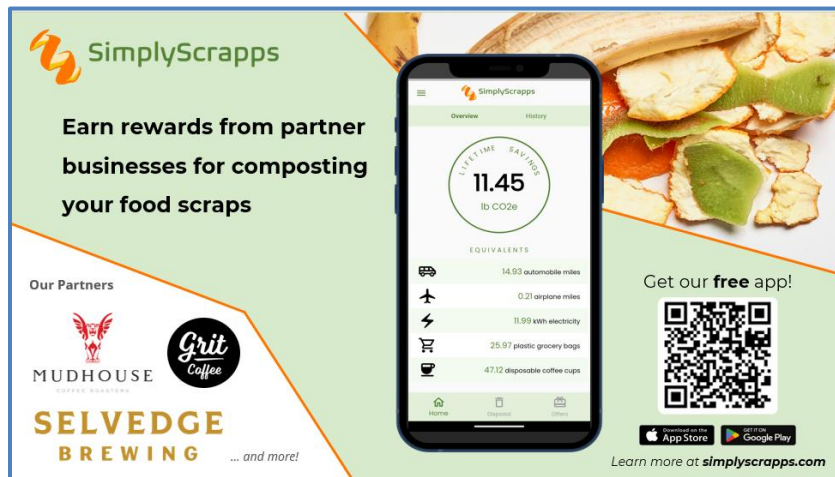 SimplyScrapps
Earn rewards from partner
businesses for composting
your food scraps
Our Partners
MUDHOUSE
COFFEE ROASTERS
Grit
Coffee
SELVEDGE
BREWING
... and more!
SimplyScrapps
Overview History
LIFETIME SAVINGS
11.45
lb CO2e
EQUIVALENTS
14.93 automobile miles
0.21 airplane miles
11.99 kWh electricity
25.97 plastic grocery bags
47.12 disposable coffee cups
Home Disposal Offers
Get our free app!
Download on the
App Store
GET IT ON
Google Play
Learn more at simplyscrapps.com